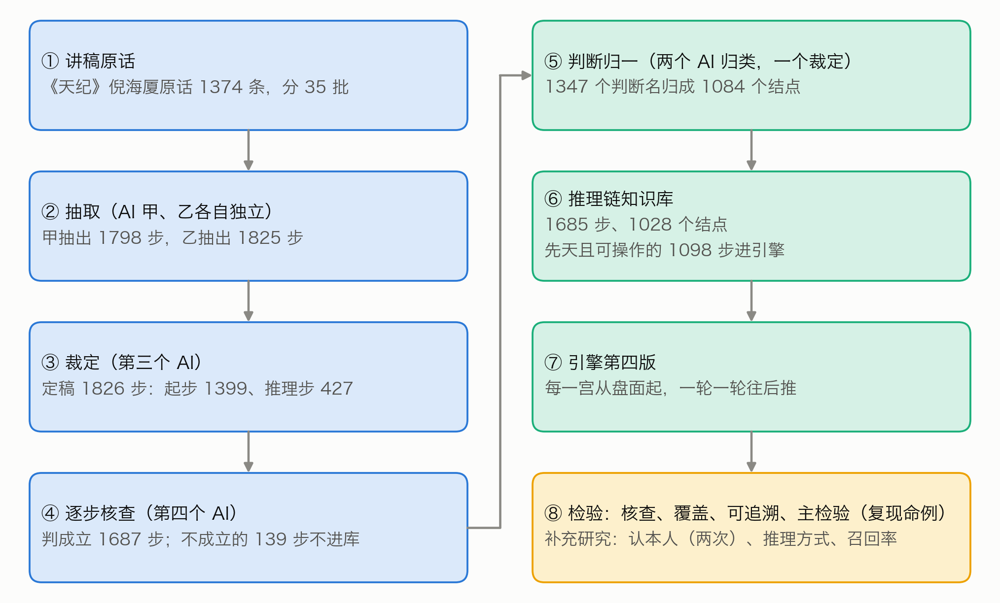 ① 讲稿原话
《天纪》倪海厦原话 1374 条，分 35 批
② 抽取（AI 甲、乙各自独立）
甲抽出 1798 步，乙抽出 1825 步
③ 裁定（第三个 AI）
定稿 1826 步：起步 1399、推理步 427
④ 逐步核查（第四个 AI）
判成立 1687 步；不成立的 139 步不进库
⑤ 判断归一（两个 AI 归类，一个裁定）
1347 个判断名归成 1084 个结点
⑥ 推理链知识库
1685 步、1028 个结点
先天且可操作的 1098 步进引擎
⑦ 引擎第四版
每一宫从盘面起，一轮一轮往后推
⑧ 检验：核查、覆盖、可追溯、主检验（复现命例）
补充研究：认本人（两次）、推理方式、召回率